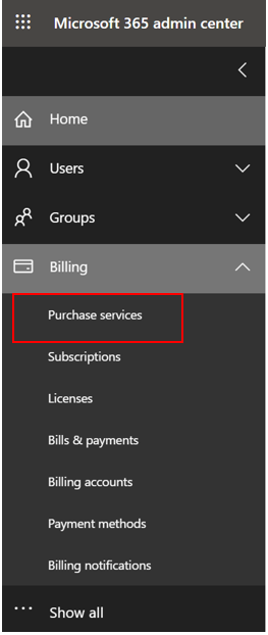 Microsoft 365 admin center
Home
Users
Groups
Billing
Purchase services
Subscriptions
Licenses
Bills & payments
Billing accounts
Payment methods
Billing notifications
Show all